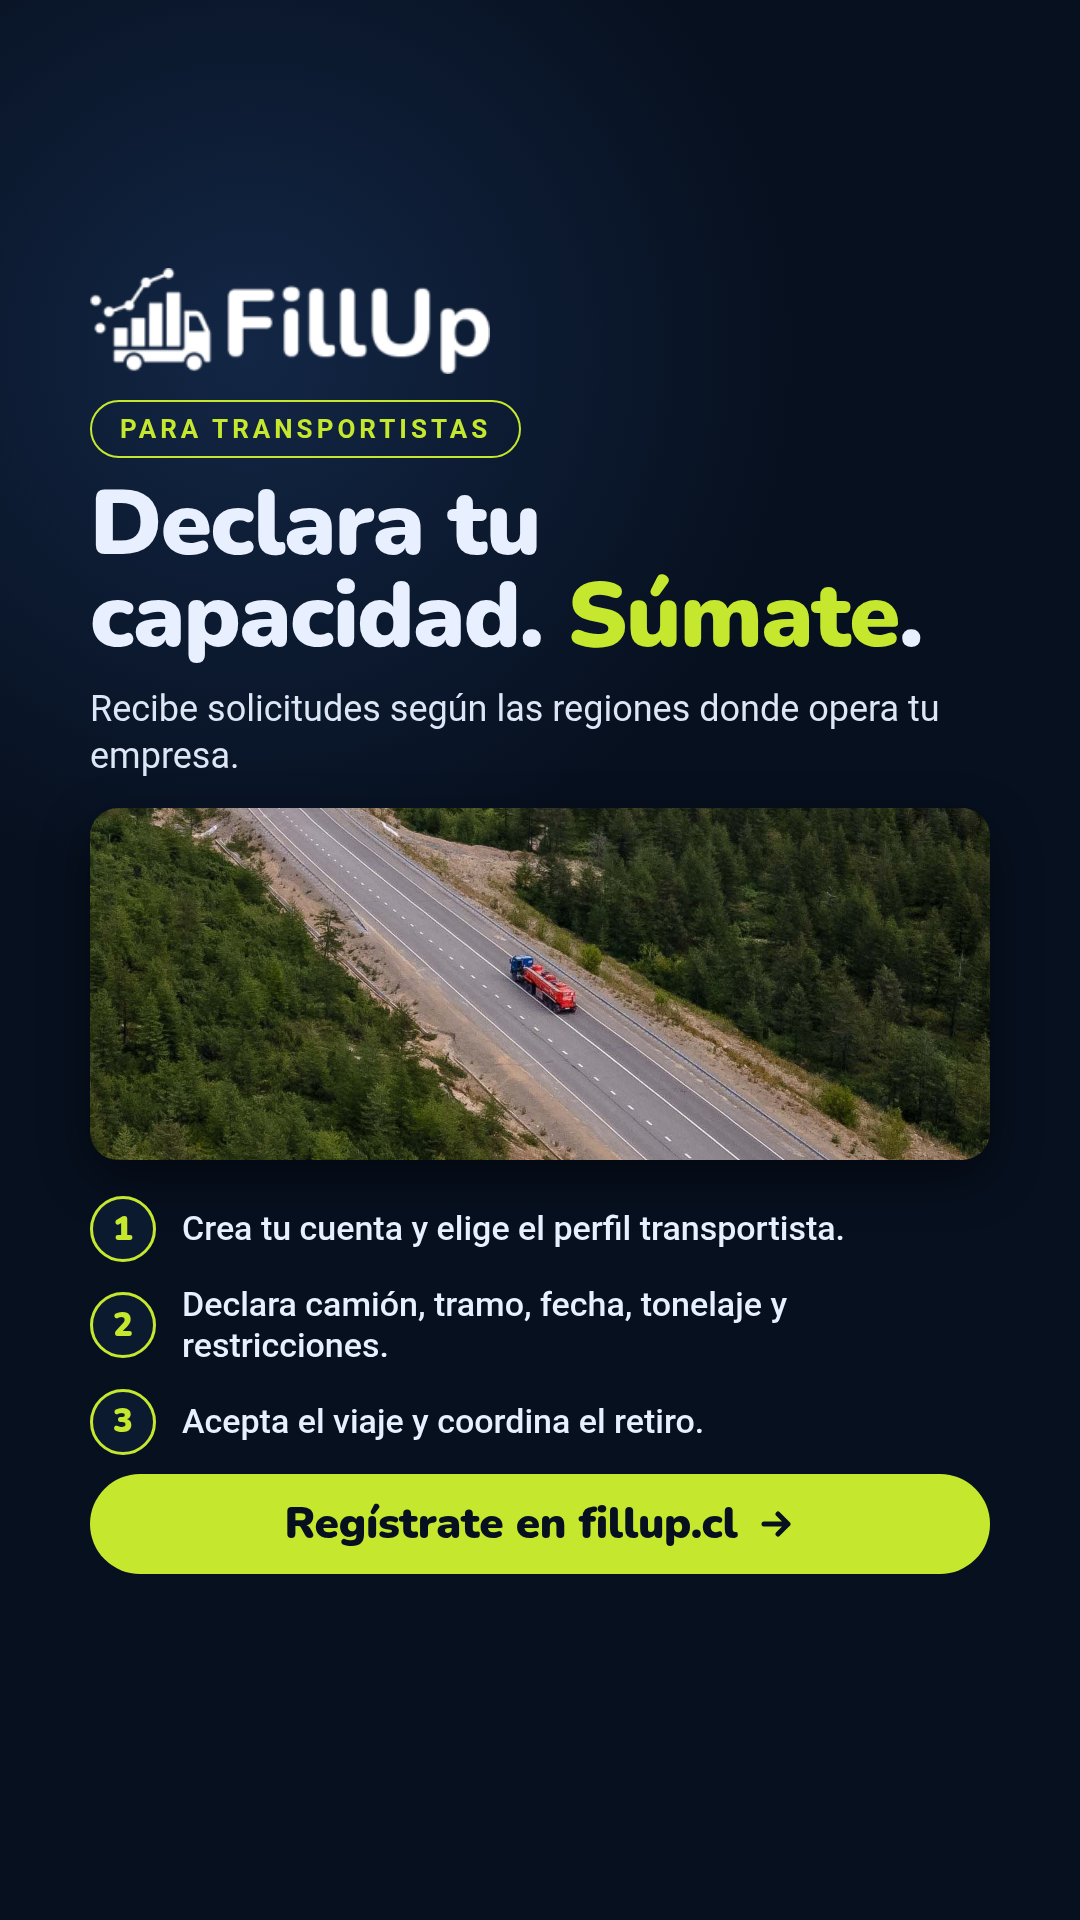 FillUp
PARA TRANSPORTISTAS
Declara tu
capacidad. Súmate.
Recibe solicitudes según las regiones donde opera tu
empresa.
1 Crea tu cuenta y elige el perfil transportista.
2 Declara camión, tramo, fecha, tonelaje y
restricciones.
3 Acepta el viaje y coordina el retiro.
Regístrate en fillup.cl →